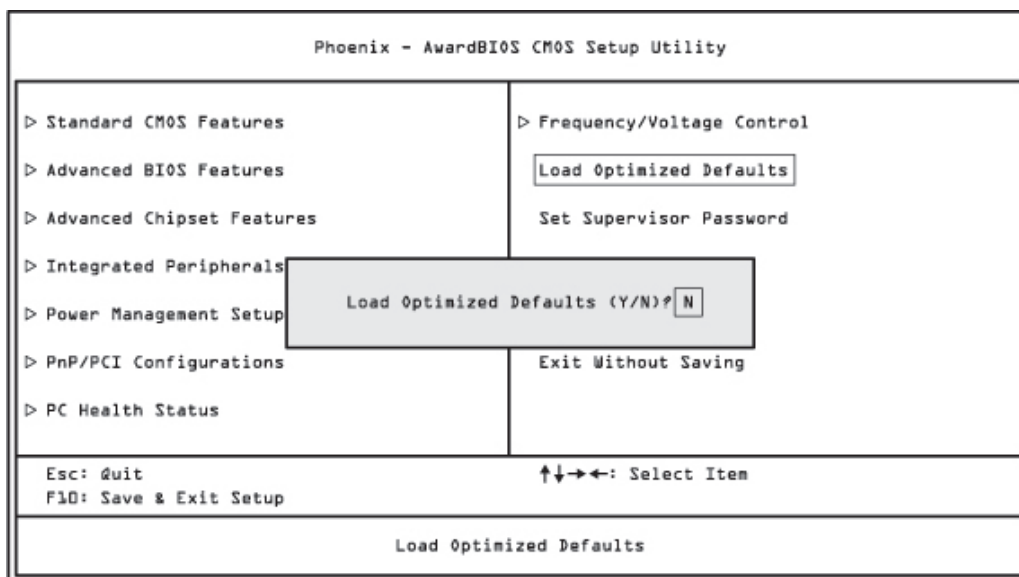 Phoenix - AwardBIOS CMOS Setup Utility
▷ Standard CMOS Features
▷ Advanced BIOS Features
▷ Advanced Chipset Features
▷ Integrated Peripherals
▷ Power Management Setup
▷ PnP/PCI Configurations
▷ PC Health Status
▷ Frequency/Voltage Control
Load Optimized Defaults
Set Supervisor Password
Load Optimized Defaults (Y/N)? N
Exit Without Saving
Esc: Quit
F10: Save & Exit Setup
↑↓→←: Select Item
Load Optimized Defaults